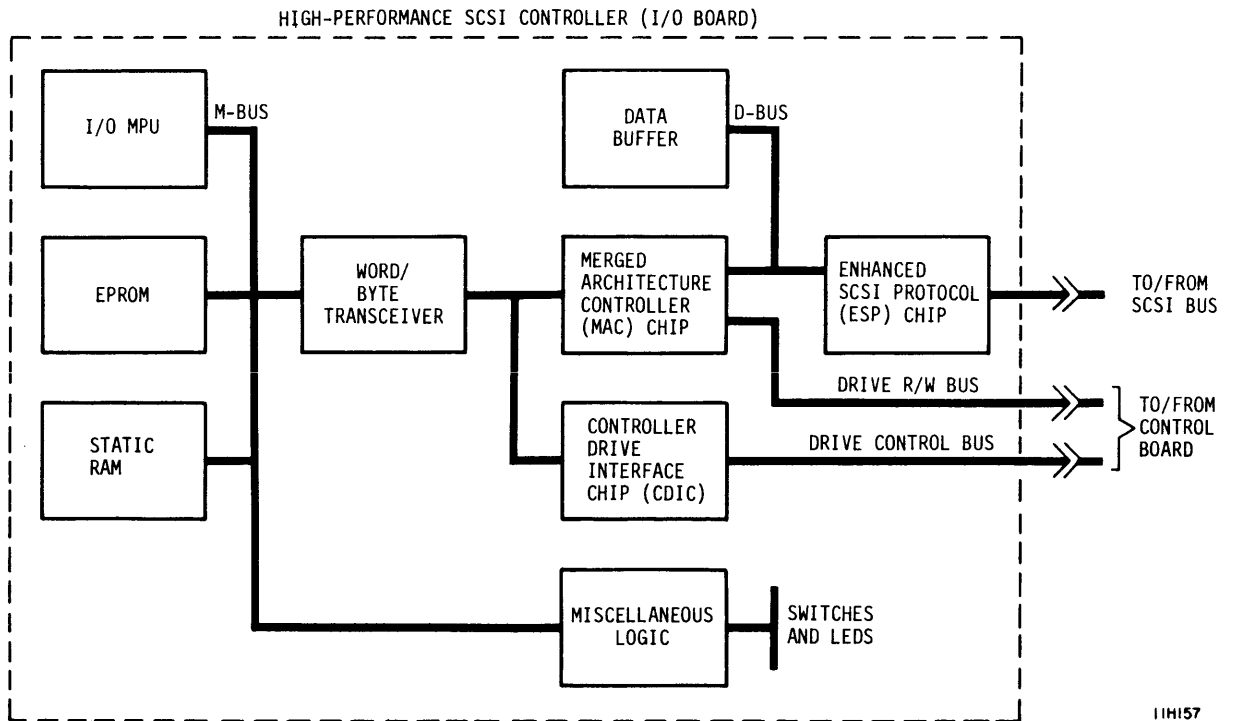 HIGH-PERFORMANCE SCSI CONTROLLER (I/O BOARD)
I/O MPU
M-BUS
DATA
BUFFER
D-BUS
EPROM
WORD/
BYTE
TRANSCEIVER
MERGED
ARCHITECTURE
CONTROLLER
(MAC) CHIP
ENHANCED
SCSI PROTOCOL
(ESP) CHIP
TO/FROM
SCSI BUS
STATIC
RAM
CONTROLLER
DRIVE
INTERFACE
CHIP (CDIC)
DRIVE R/W BUS
DRIVE CONTROL BUS
TO/FROM
CONTROL
BOARD
MISCELLANEOUS
LOGIC
SWITCHES
AND LEDS
11H157